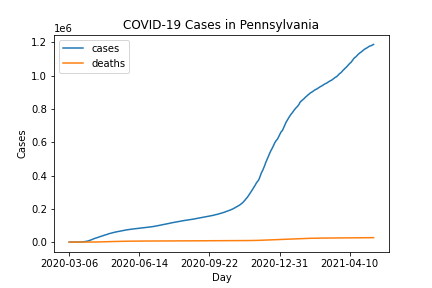 COVID-19 Cases in Pennsylvania
1e6
cases
deaths
1.2
1.0
0.8
0.6
0.4
0.2
0.0
Cases
2020-03-06 2020-06-14 2020-09-22 2020-12-31 2021-04-10
Day